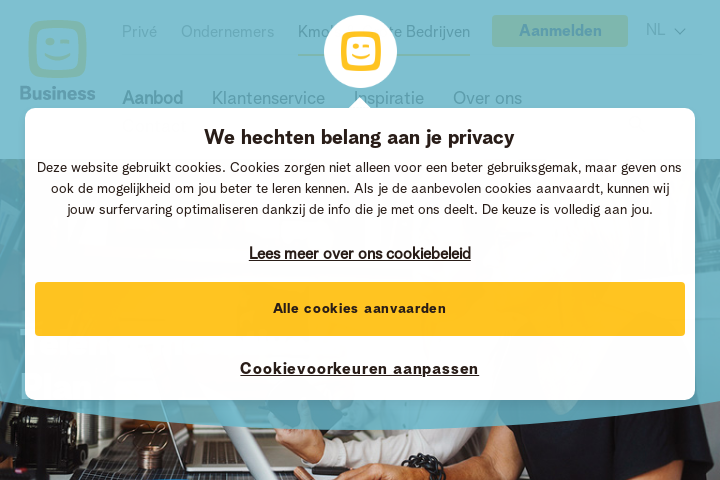 Privé Ondernemers Kmo Bedrijven Aanmelden NL
Business
Aanbod Klantenservice Inspiratie Over ons
We hechten belang aan je privacy
Deze website gebruikt cookies. Cookies zorgen niet alleen voor een beter gebruiksgemak, maar geven ons
ook de mogelijkheid om jou beter te leren kennen. Als je de aanbevolen cookies aanvaardt, kunnen wij
jouw surfervaring optimaliseren dankzij de info die je met ons deelt. De keuze is volledig aan jou.
Lees meer over ons cookiebeleid
Alle cookies aanvaarden
Cookievoorkeuren aanpassen